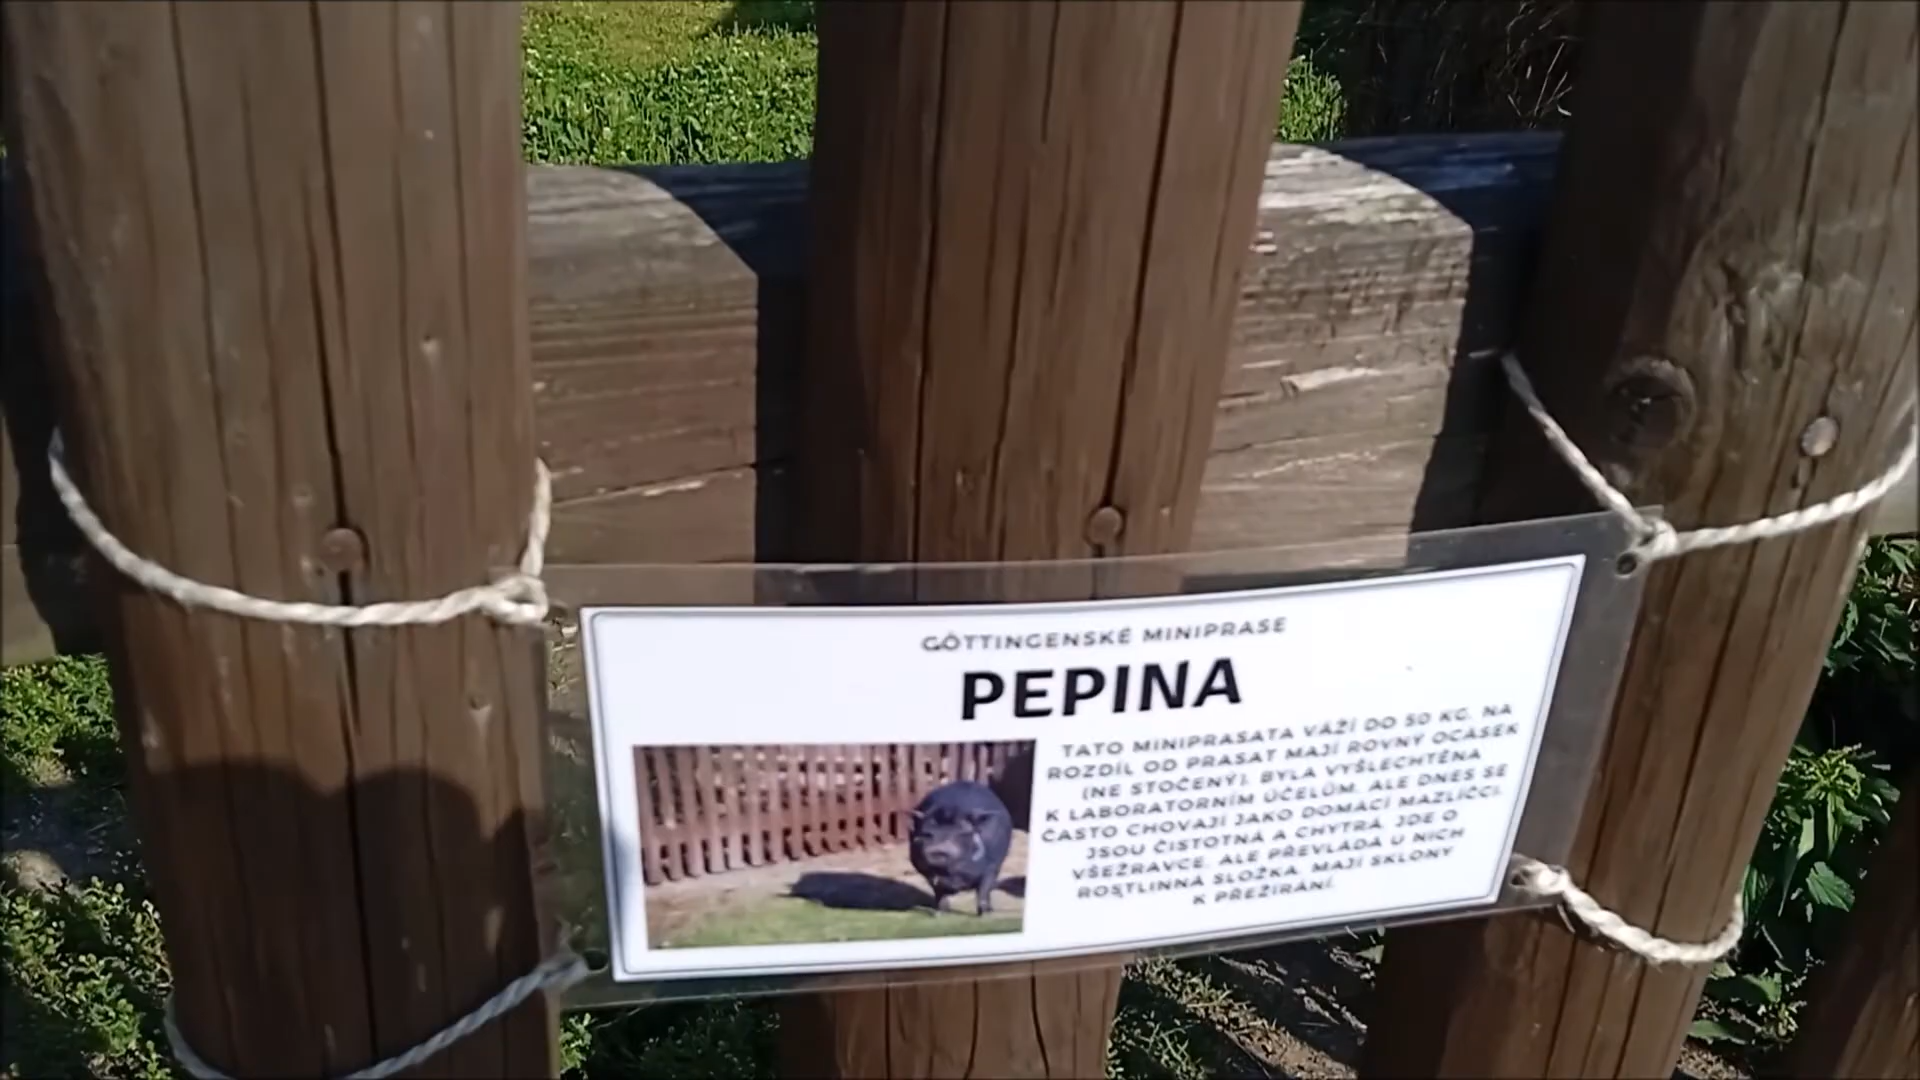 GÖTTINGENSKÉ MINIPRASE
PEPINA
TATO MINIPRASATA VÁŽÍ DO 50 KG. NA
ROZDÍL OD PRASAT MAJÍ ROVNÝ OCÁSEK
(NE STOČENÝ). BYLA VYŠLECHTĚNA
K LABORATORNÍM ÚČELŮM, ALE DNES SE
ČASTO CHOVAJÍ JAKO DOMÁCÍ MAZLÍČCI.
JSOU ČISTOTNÁ A CHYTRÁ. JDE O
VŠEŽRAVCE, ALE PŘEVLÁDÁ U NICH
ROSTLINNÁ SLOŽKA. MAJÍ SKLONY
K PŘEŽÍRÁNÍ.